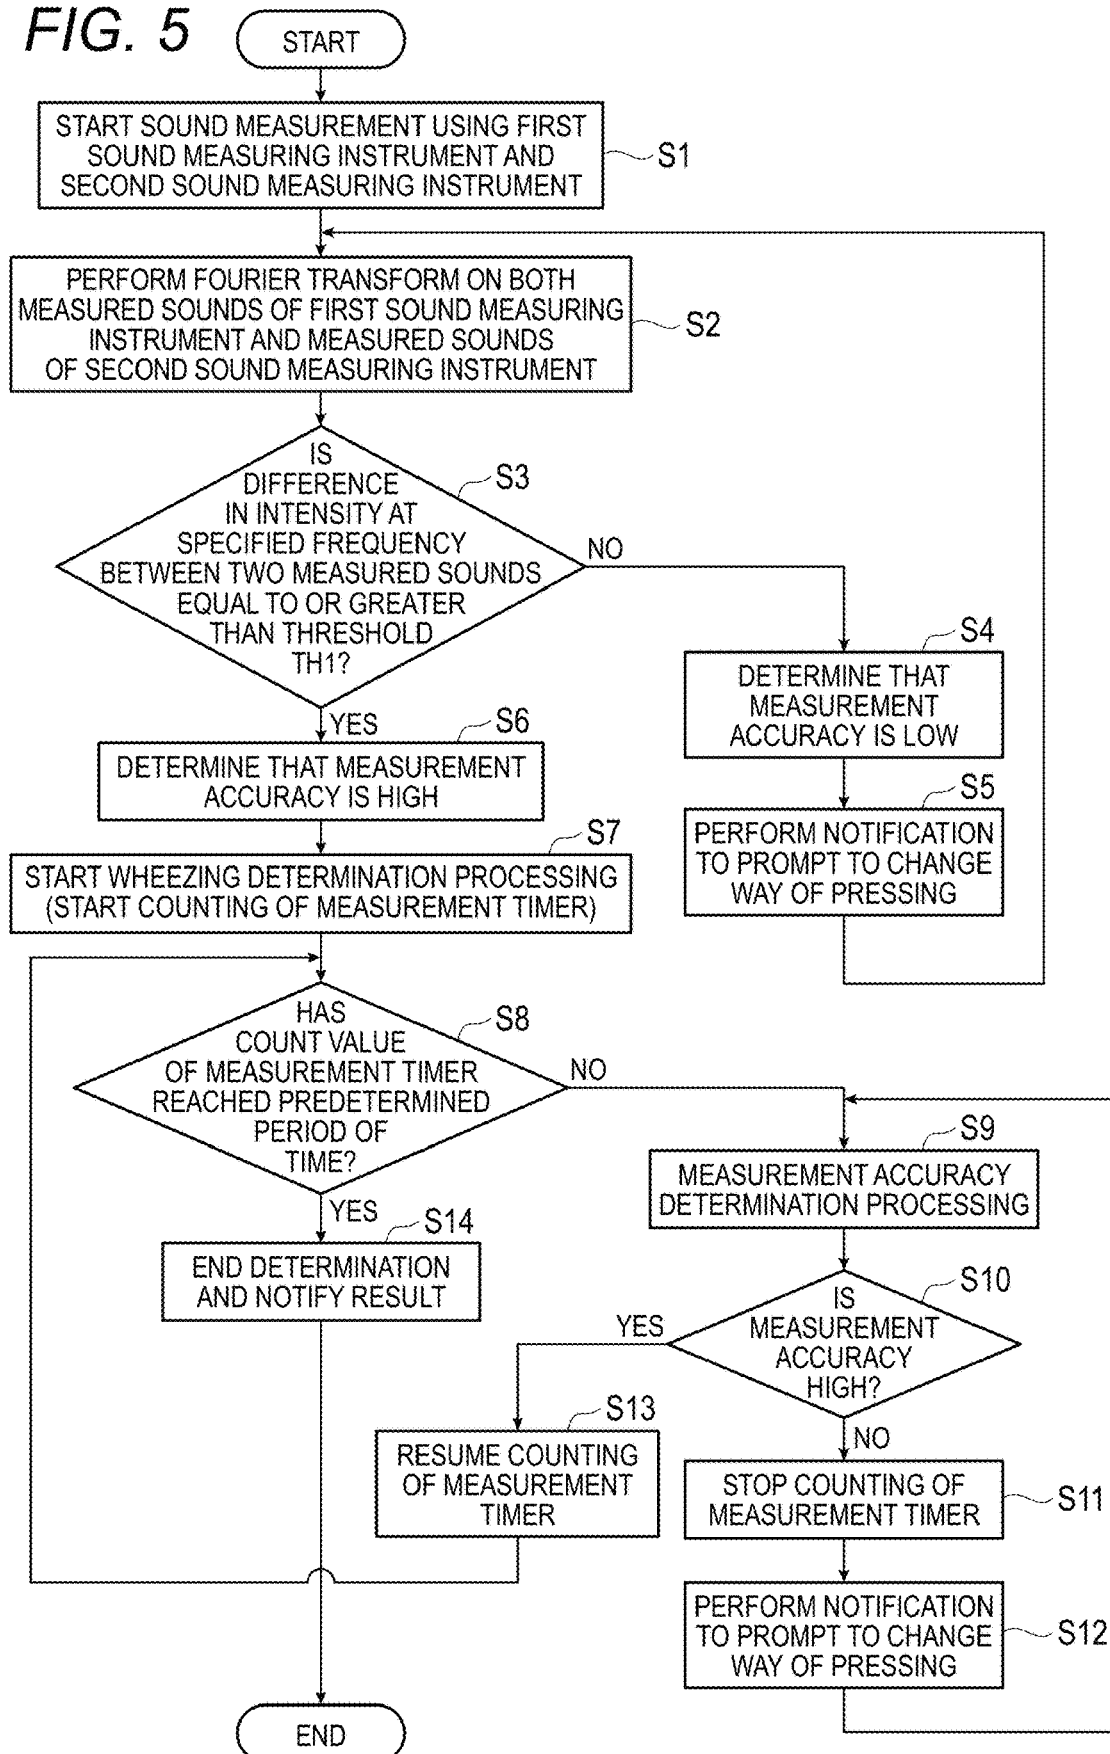 FIG. 5
START
START SOUND MEASUREMENT USING FIRST
SOUND MEASURING INSTRUMENT AND
SECOND SOUND MEASURING INSTRUMENT
S1
PERFORM FOURIER TRANSFORM ON BOTH
MEASURED SOUNDS OF FIRST SOUND MEASURING
INSTRUMENT AND MEASURED SOUNDS
OF SECOND SOUND MEASURING INSTRUMENT
S2
IS
DIFFERENCE
IN INTENSITY AT
SPECIFIED FREQUENCY
BETWEEN TWO MEASURED SOUNDS
EQUAL TO OR GREATER
THAN THRESHOLD
TH1?
S3
NO
S4
DETERMINE THAT
MEASUREMENT
ACCURACY IS LOW
S5
PERFORM NOTIFICATION
TO PROMPT TO CHANGE
WAY OF PRESSING
YES
S6
DETERMINE THAT MEASUREMENT
ACCURACY IS HIGH
S7
START WHEEZING DETERMINATION PROCESSING
(START COUNTING OF MEASUREMENT TIMER)
HAS
COUNT VALUE
OF MEASUREMENT TIMER
REACHED PREDETERMINED
PERIOD OF
TIME?
S8
NO
S9
MEASUREMENT ACCURACY
DETERMINATION PROCESSING
YES
S14
END DETERMINATION
AND NOTIFY RESULT
S10
IS
MEASUREMENT
ACCURACY
HIGH?
YES
S13
RESUME COUNTING
OF MEASUREMENT
TIMER
NO
STOP COUNTING OF
MEASUREMENT TIMER
S11
PERFORM NOTIFICATION
TO PROMPT TO CHANGE
WAY OF PRESSING
S12
END